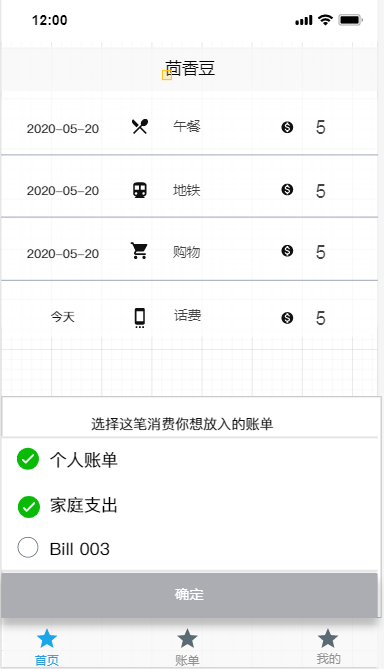 12:00
茴香豆
2020-05-20 午餐 5
2020-05-20 地铁 5
2020-05-20 购物 5
今天 话费 5
选择这笔消费你想放入的账单
个人账单
家庭支出
Bill 003
确定
首页 账单 我的